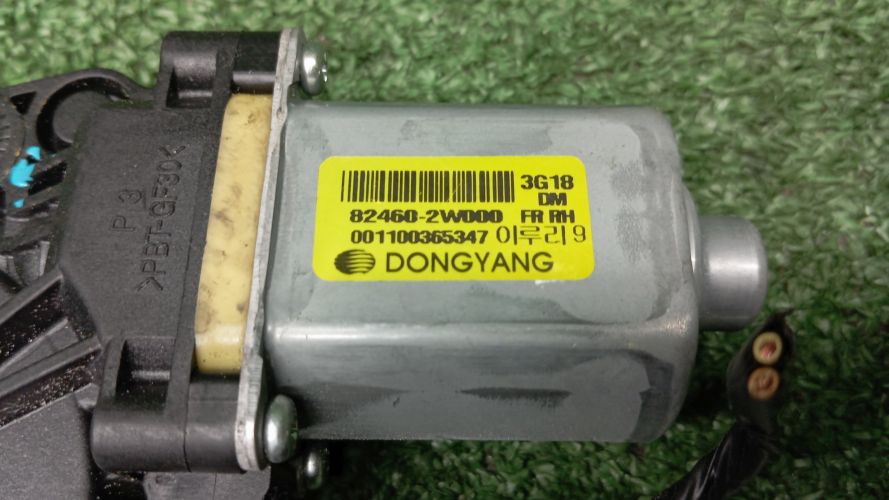 3G18
DM
82460-2W000 FR RH
001100365347 이루리9
DONGYANG
P 3
>PBT-GF30<